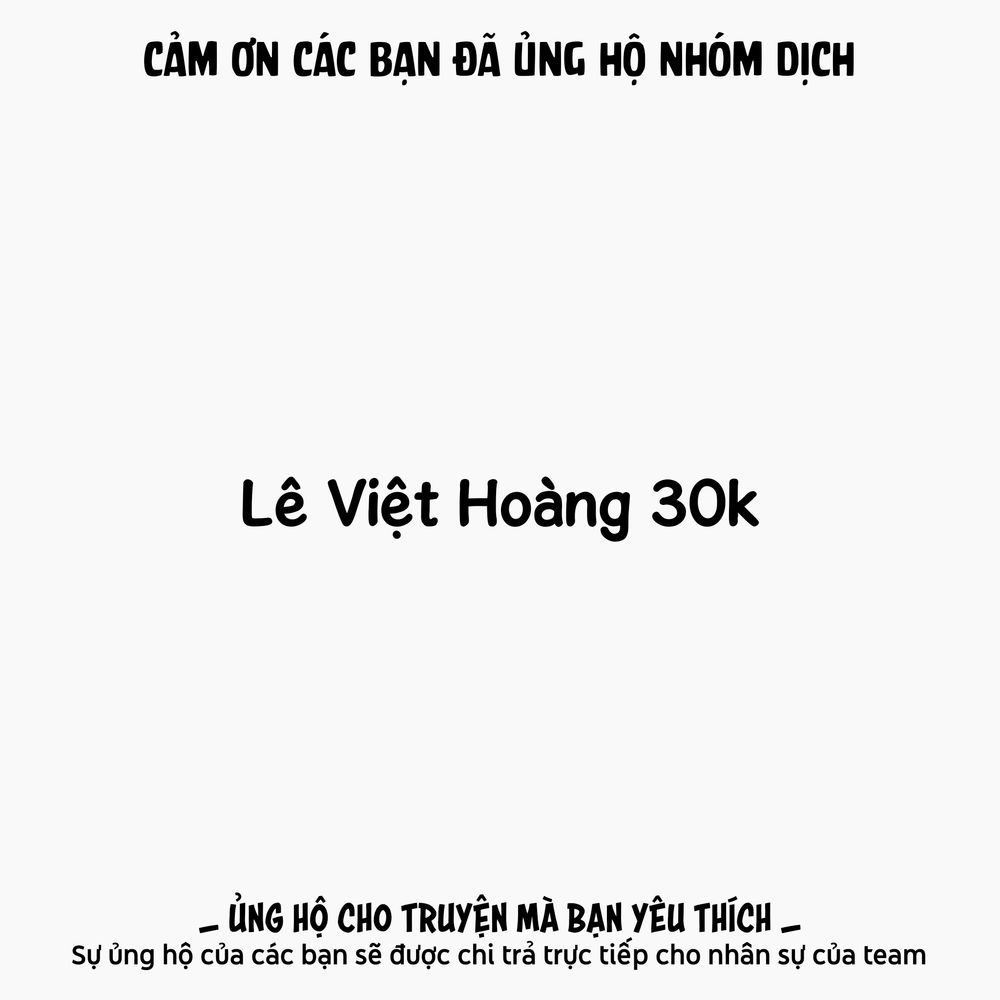 CẢM ƠN CÁC BẠN ĐÃ ỦNG HỘ NHÓM DỊCH
Lê Việt Hoàng 30k
_ ỦNG HỘ CHO TRUYỆN MÀ BẠN YÊU THÍCH _
Sự ủng hộ của các bạn sẽ được chi trả trực tiếp cho nhân sự của team